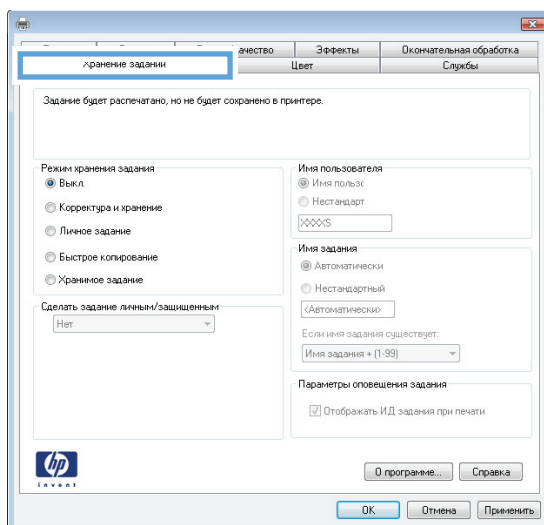 ачество
Эффекты
Окончательная обработка
Хранение задании
Цвет
Службы
Задание будет распечатано, но не будет сохранено в принтере.
Режим хранения задания
Выкл.
Корректура и хранение
Личное задание
Быстрое копирование
Хранимое задание
Сделать задание личным/защищенным
Нет
Имя пользователя
Имя польз
Нестандарт
XXXXS
Имя задания
Автоматически
Нестандартный
<Автоматически>
Если имя задания существует:
Имя задания + (1-99)
Параметры оповещения задания
Отображать ИД задания при печати
hp
invent
О программе...
Справка
OK
Отмена
Применить